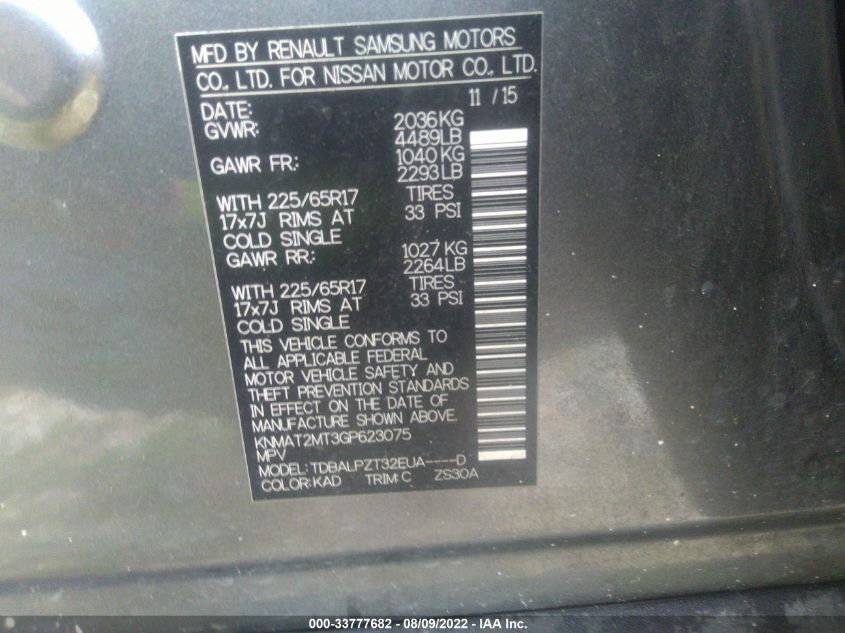 MFD BY RENAULT SAMSUNG MOTORS
CO., LTD. FOR NISSAN MOTOR CO., LTD.
DATE: 11 / 15
GVWR: 2036KG
4489LB
GAWR FR: 1040KG
2293LB
WITH 225/65R17 TIRES
17x7J RIMS AT 33 PSI
COLD SINGLE
GAWR RR: 1027KG
2264LB
WITH 225/65R17 TIRES
17x7J RIMS AT 33 PSI
COLD SINGLE
THIS VEHICLE CONFORMS TO
ALL APPLICABLE FEDERAL
MOTOR VEHICLE SAFETY AND
THEFT PREVENTION STANDARDS
IN EFFECT ON THE DATE OF
MANUFACTURE SHOWN ABOVE.
KNMAT2MT3GP623075
MPV
MODEL: TDBALPZT32EUA----D
COLOR:KAD TRIM:C ZS30A
000-33777682 - 08/09/2022 - IAA Inc.